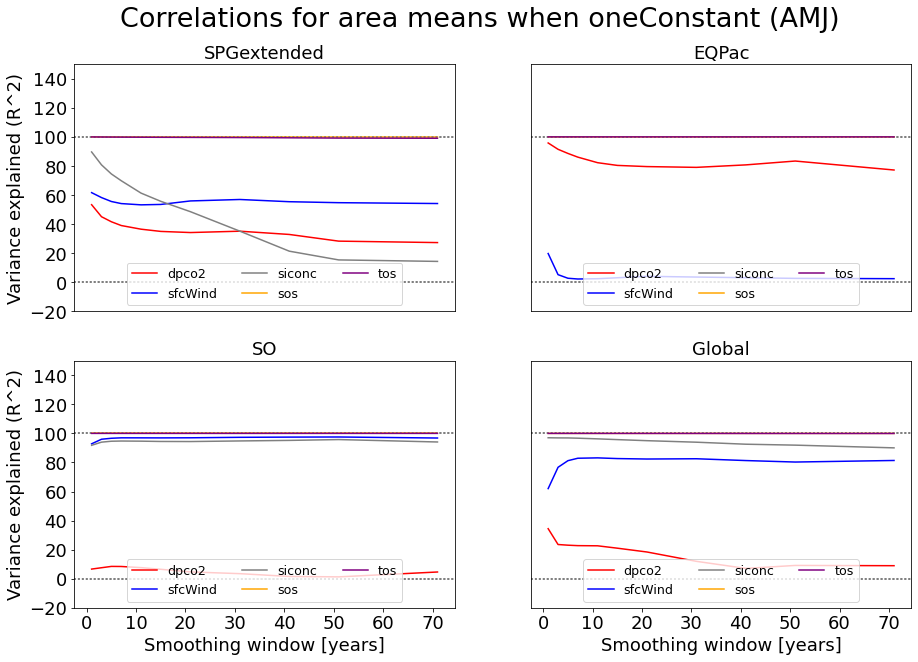 Correlations for area means when oneConstant (AMJ)
SPGextended
EQPac
Variance explained (R^2)
140
120
100
80
60
40
20
0
−20
dpco2 siconc tos
sfcWind sos
dpco2 siconc tos
sfcWind sos
SO
Global
Variance explained (R^2)
140
120
100
80
60
40
20
0
−20
dpco2 siconc tos
sfcWind sos
dpco2 siconc tos
sfcWind sos
0 10 20 30 40 50 60 70
0 10 20 30 40 50 60 70
Smoothing window [years]
Smoothing window [years]